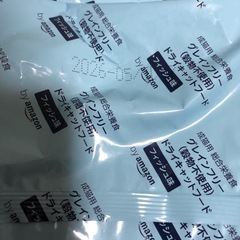 成猫用 総合栄養食
グレインフリー
(穀物不使用)
ドライキャットフード
フィッシュ味
by amazon
2026-05/
成猫用 総合栄養食
グレインフリー
(穀物不使用)
ドライキャットフード
フィッシュ味
by amazon
成猫用 総合栄養食
グレインフリー
(穀物不使用)
ドライキャットフード
フィッシュ味
by amazon